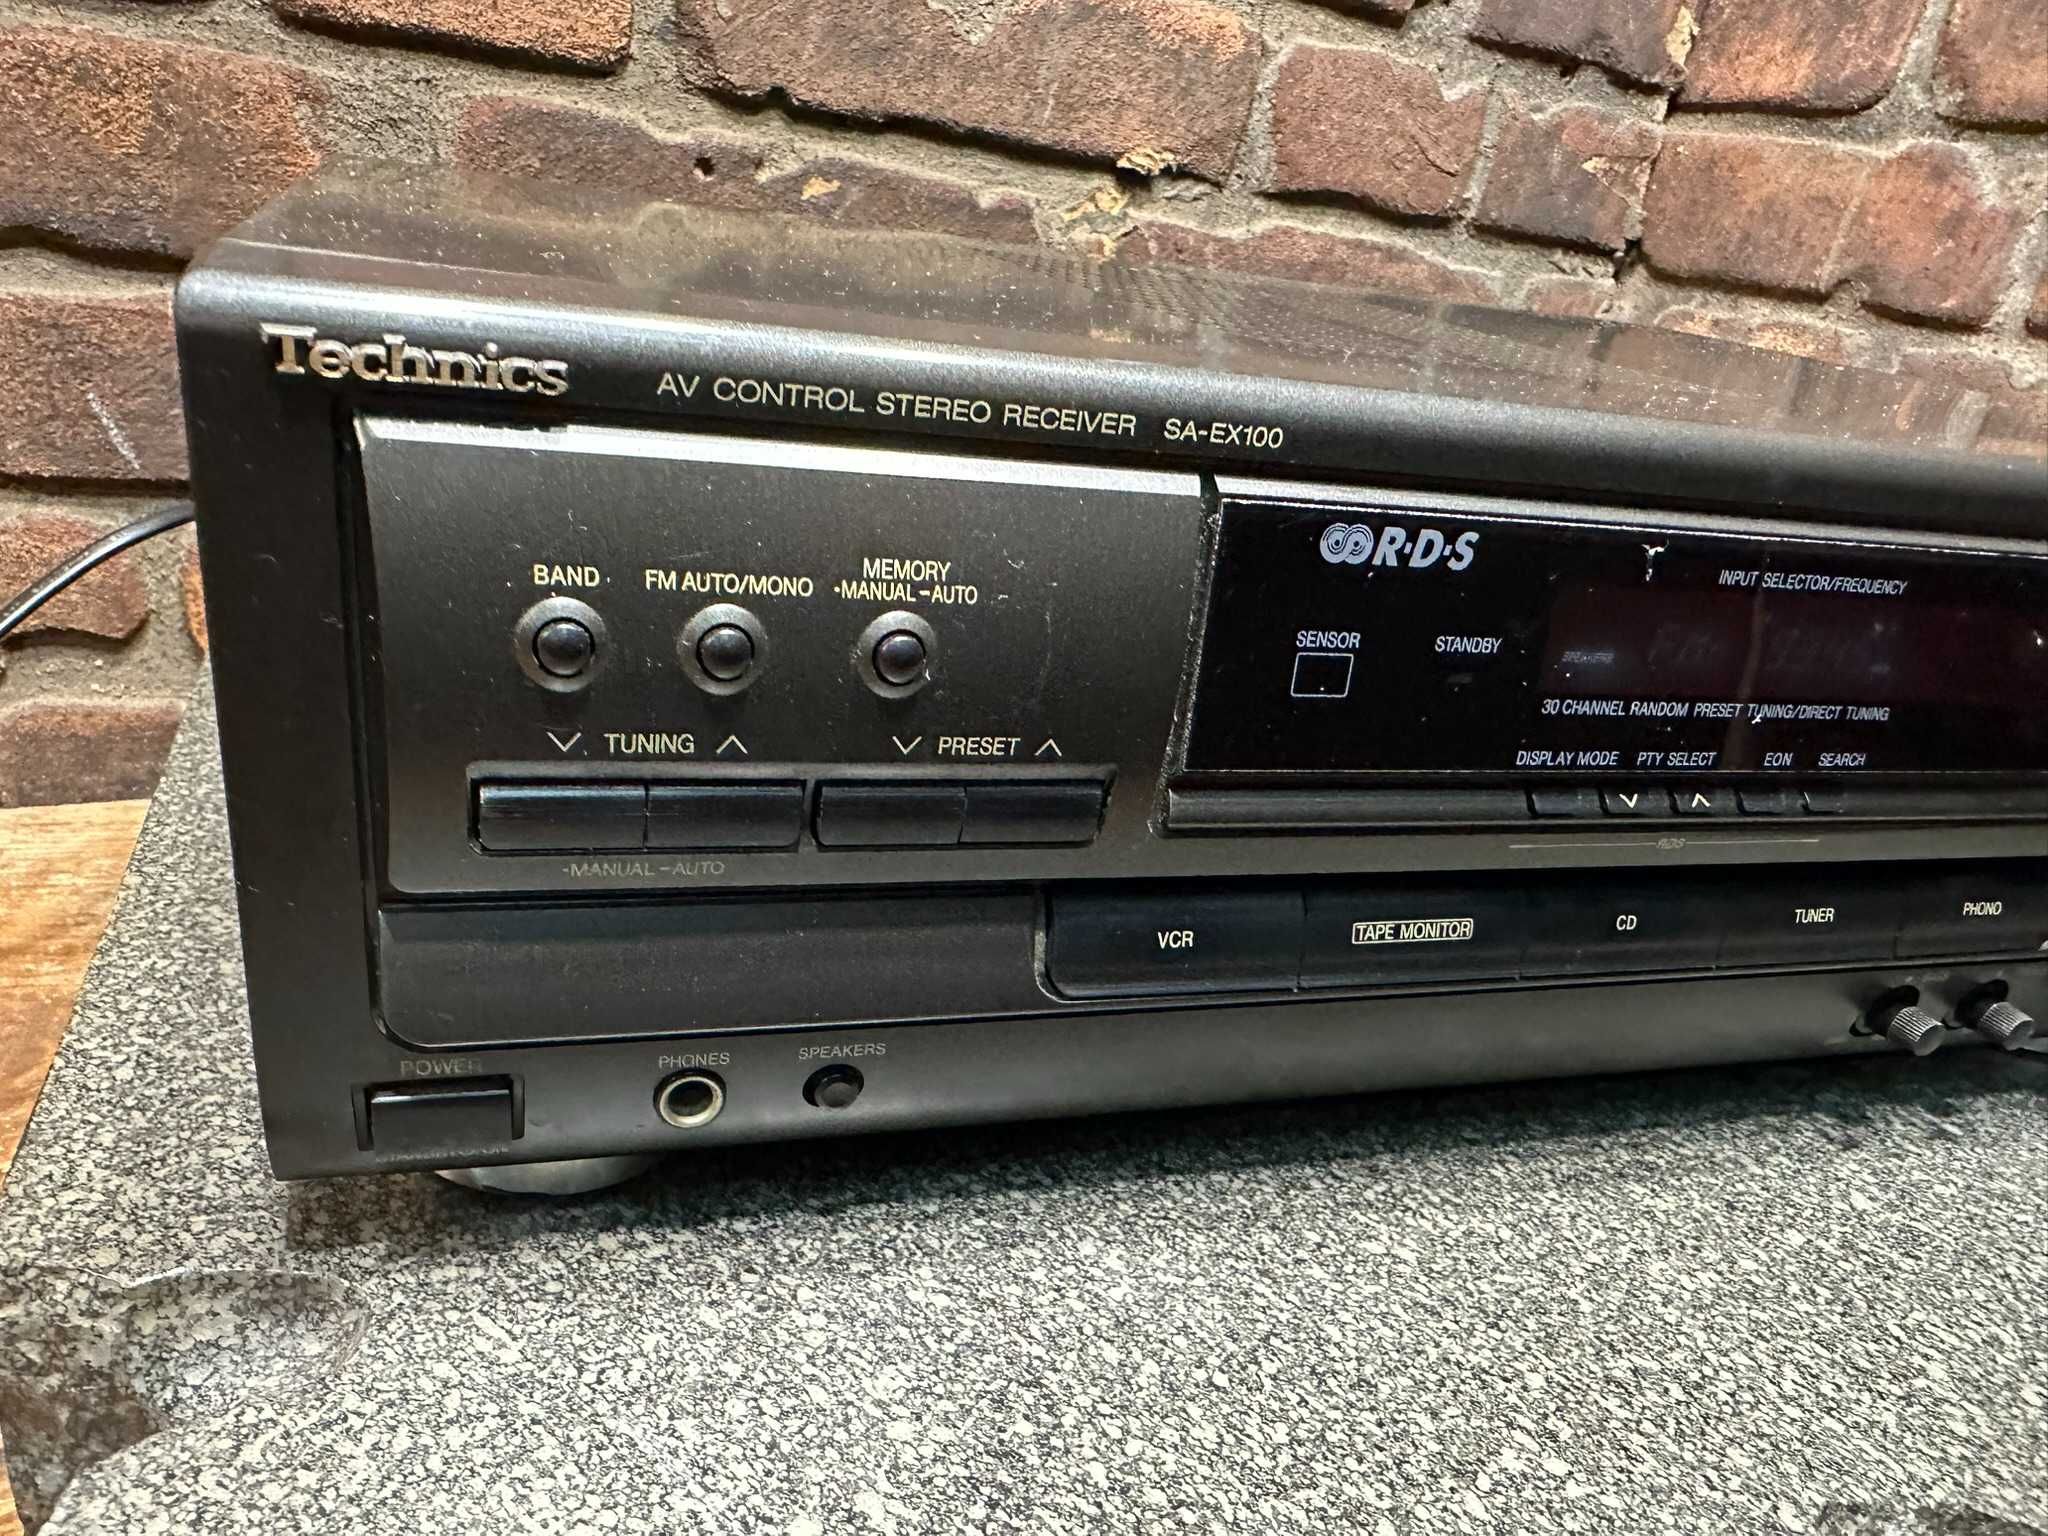 Technics
AV CONTROL STEREO RECEIVER SA-EX100
R·D·S
BAND
FM AUTO/MONO
MEMORY
·MANUAL –AUTO
INPUT SELECTOR/FREQUENCY
SENSOR
STANDBY
SPEAKERS
TUNING
PRESET
30 CHANNEL RANDOM PRESET TUNING/DIRECT TUNING
DISPLAY MODE
PTY SELECT
EON
SEARCH
RDS
·MANUAL –AUTO
VCR
TAPE MONITOR
CD
TUNER
PHONO
POWER
PHONES
SPEAKERS